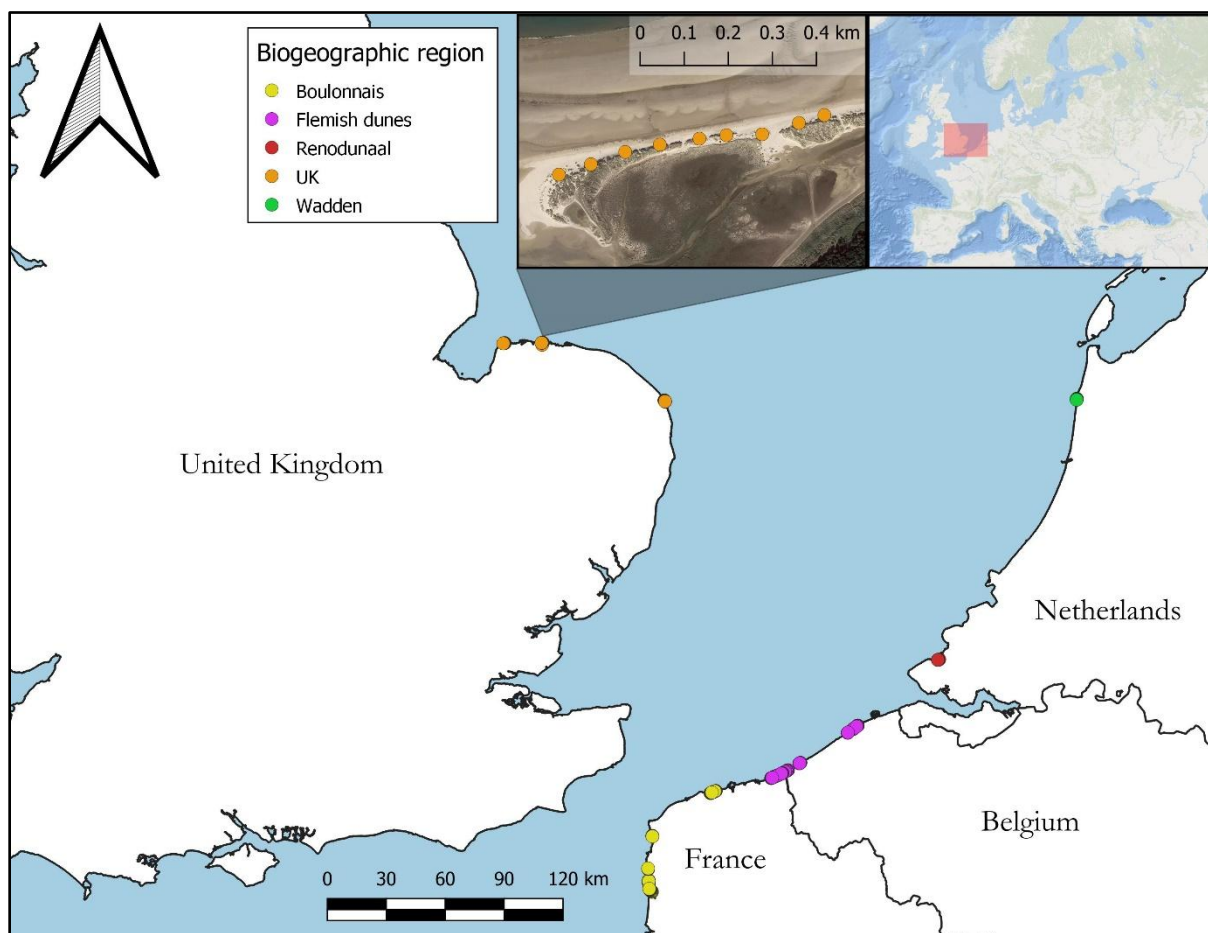 Biogeographic region
Boulonnais
Flemish dunes
Renodunaal
UK
Wadden
0 0.1 0.2 0.3 0.4 km
United Kingdom
Netherlands
Belgium
France
0 30 60 90 120 km